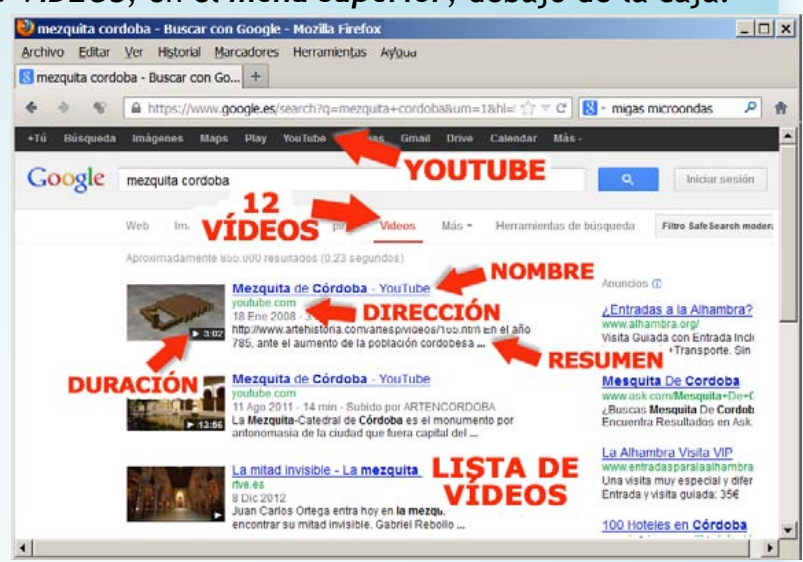 VÍDEOS, en el menú superior, debajo de la caja.
mezquita cordoba - Buscar con Google - Mozilla Firefox
Archivo Editar Ver Historial Marcadores Herramientas Ayuda
mezquita cordoba - Buscar con Go... +
https://www.google.es/search?q=mezquita+cordoba&um=1&hl= migas microondas
+Tú Búsqueda Imágenes Maps Play YouTube Gmail Drive Calendar Más
YOUTUBE
Google mezquita cordoba Iniciar sesión
12
VÍDEOS
Web Vídeos Más Herramientas de búsqueda Filtro SafeSearch modera
Aproximadamente 855.000 resultados (0,23 segundos)
NOMBRE
Mezquita de Córdoba - YouTube
youtube.com
DIRECCIÓN
18 Ene 2008 - 3
http://www.artehistoria.com/artesp/videos/165.htm En el año
785, ante el aumento de la población cordobesa ...
3:02
RESUMEN
DURACIÓN
Mezquita de Córdoba - YouTube
youtube.com
11 Ago 2011 - 14 min - Subido por ARTENCORDOBA
La Mezquita-Catedral de Córdoba es el monumento por
antonomasia de la ciudad que fuera capital del ...
13:56
La mitad invisible - La mezquita
rtve.es
8 Dic 2012
Juan Carlos Ortega entra hoy en la mezqu.
encontrar su mitad invisible. Gabriel Rebollo ...
LISTA DE
VÍDEOS
Anuncios
¿Entradas a la Alhambra?
www.alhambra.org/
Visita Guiada con Entrada Incl
+Transporte. Sin
Mesquita De Cordoba
www.ask.com/Mesquita+De+C
¿Buscas Mesquita De Cordob
Encuentra Resultados en Ask.
La Alhambra Visita VIP
www.entradasparalaalhambra
Una visita muy especial y difer
Entrada y visita guiada: 35€
100 Hoteles en Córdoba